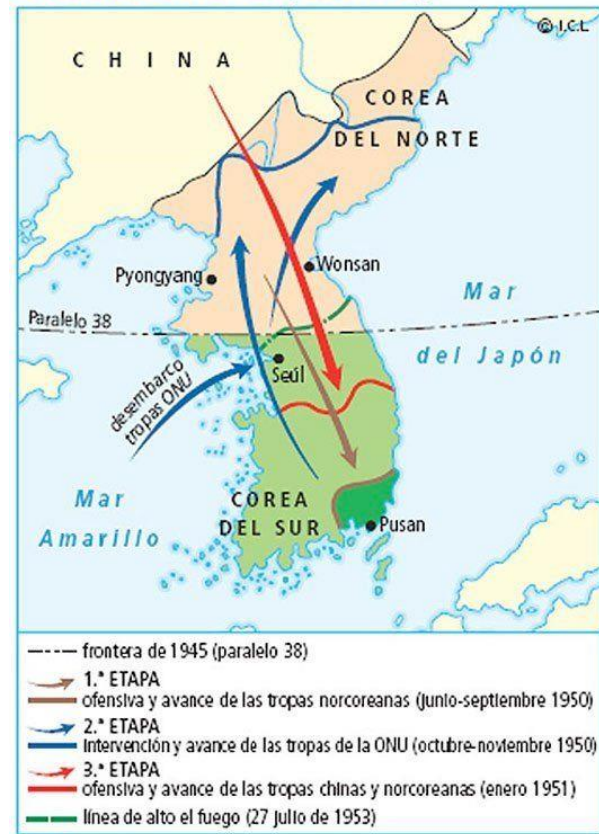 © I.C.L.
C H I N A
COREA
DEL NORTE
Pyongyang
Wonsan
Mar
del Japón
Paralelo 38
Seúl
desembarco
tropas ONU
Mar
Amarillo
COREA
DEL SUR
Pusan
frontera de 1945 (paralelo 38)
1.ª ETAPA
ofensiva y avance de las tropas norcoreanas (junio-septiembre 1950)
2.ª ETAPA
intervención y avance de las tropas de la ONU (octubre-noviembre 1950)
3.ª ETAPA
ofensiva y avance de las tropas chinas y norcoreanas (enero 1951)
línea de alto el fuego (27 julio de 1953)